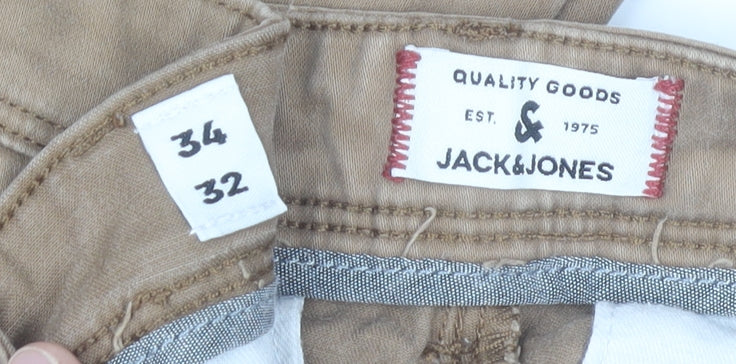 34
32
QUALITY GOODS
EST. & 1975
JACK&JONES